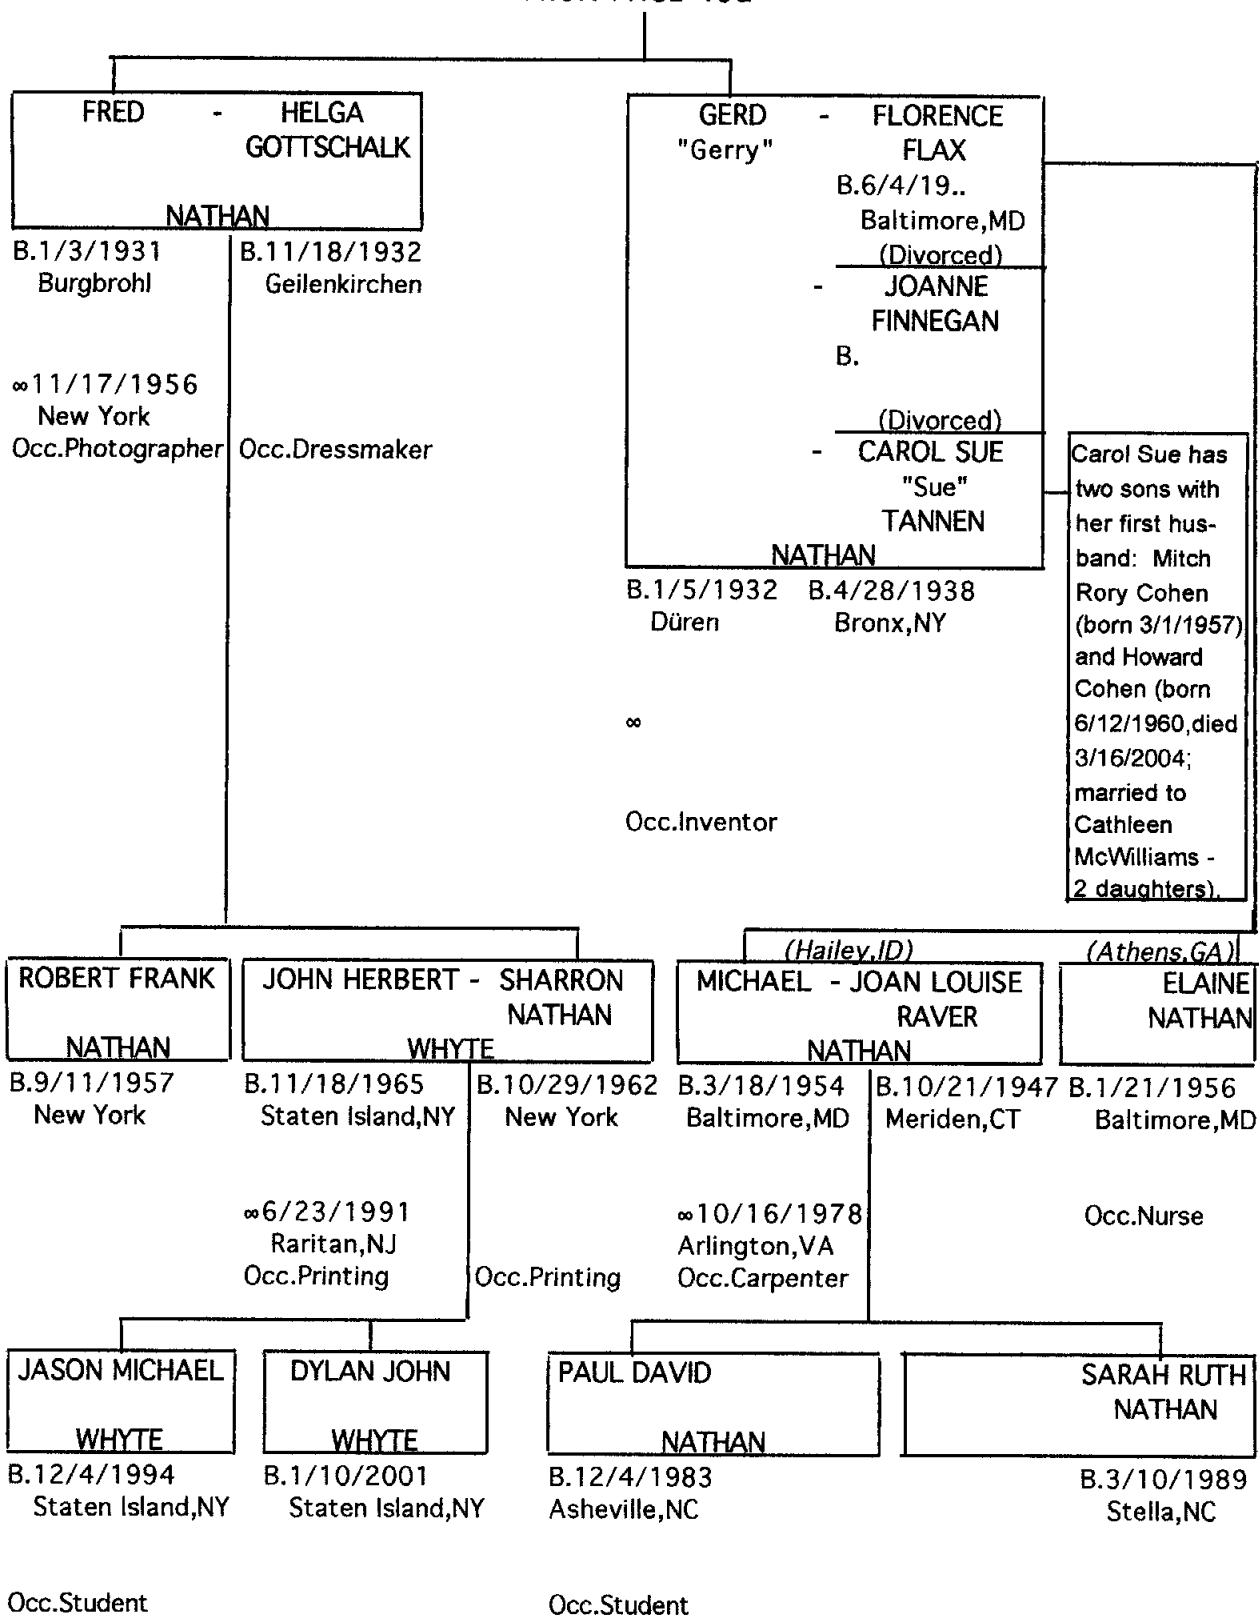 FRED - HELGA
GOTTSCHALK
NATHAN
B.1/3/1931 B.11/18/1932
Burgbrohl Geilenkirchen
∞11/17/1956
New York
Occ.Photographer Occ.Dressmaker
GERD - FLORENCE
"Gerry" FLAX
B.6/4/19..
Baltimore,MD
(Divorced)
- JOANNE
FINNEGAN
B.
(Divorced)
- CAROL SUE
"Sue"
TANNEN
NATHAN
B.1/5/1932 B.4/28/1938
Düren Bronx,NY
∞
Occ.Inventor
Carol Sue has
two sons with
her first hus-
band: Mitch
Rory Cohen
(born 3/1/1957)
and Howard
Cohen (born
6/12/1960,died
3/16/2004;
married to
Cathleen
McWilliams -
2 daughters).
ROBERT FRANK
NATHAN
B.9/11/1957
New York
JOHN HERBERT - SHARRON
NATHAN
WHYTE
B.11/18/1965 B.10/29/1962
Staten Island,NY New York
∞6/23/1991
Raritan,NJ
Occ.Printing Occ.Printing
(Hailey,ID)
MICHAEL - JOAN LOUISE
RAVER
NATHAN
B.3/18/1954 B.10/21/1947
Baltimore,MD Meriden,CT
∞10/16/1978
Arlington,VA
Occ.Carpenter
(Athens,GA)
ELAINE
NATHAN
B.1/21/1956
Baltimore,MD
Occ.Nurse
JASON MICHAEL
WHYTE
B.12/4/1994
Staten Island,NY
Occ.Student
DYLAN JOHN
WHYTE
B.1/10/2001
Staten Island,NY
PAUL DAVID
NATHAN
B.12/4/1983
Asheville,NC
Occ.Student
SARAH RUTH
NATHAN
B.3/10/1989
Stella,NC